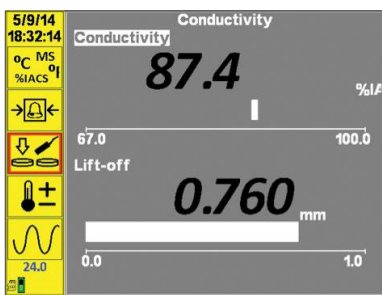 5/9/14
18:32:14
Conductivity
Conductivity
ºC MS
%IACS º|
87.4
%IA
67.0 100.0
Lift-off
0.760 mm
0.0 1.0
24.0